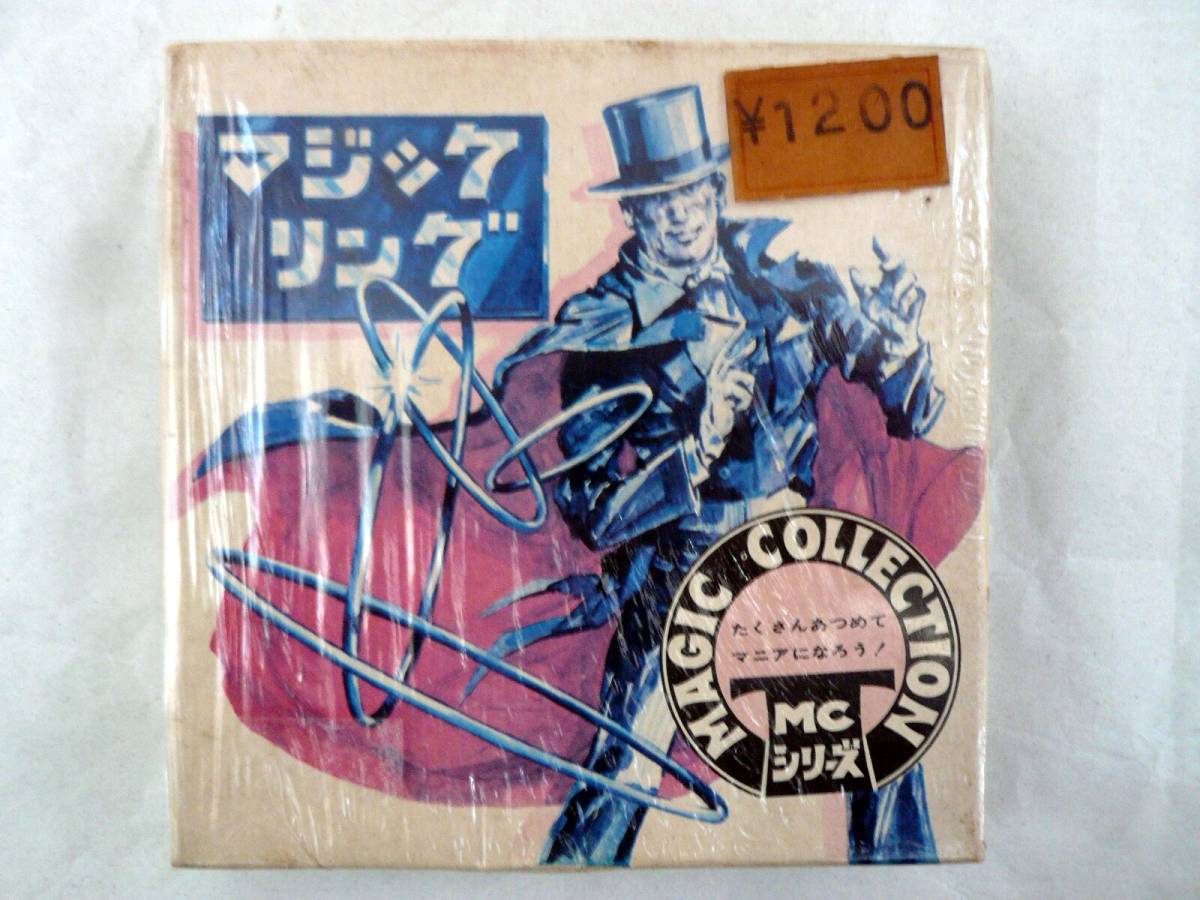 マジック
リング
¥1200
MAGIC COLLECTION
たくさんあつめて
マニアになろう!
MC
シリーズ